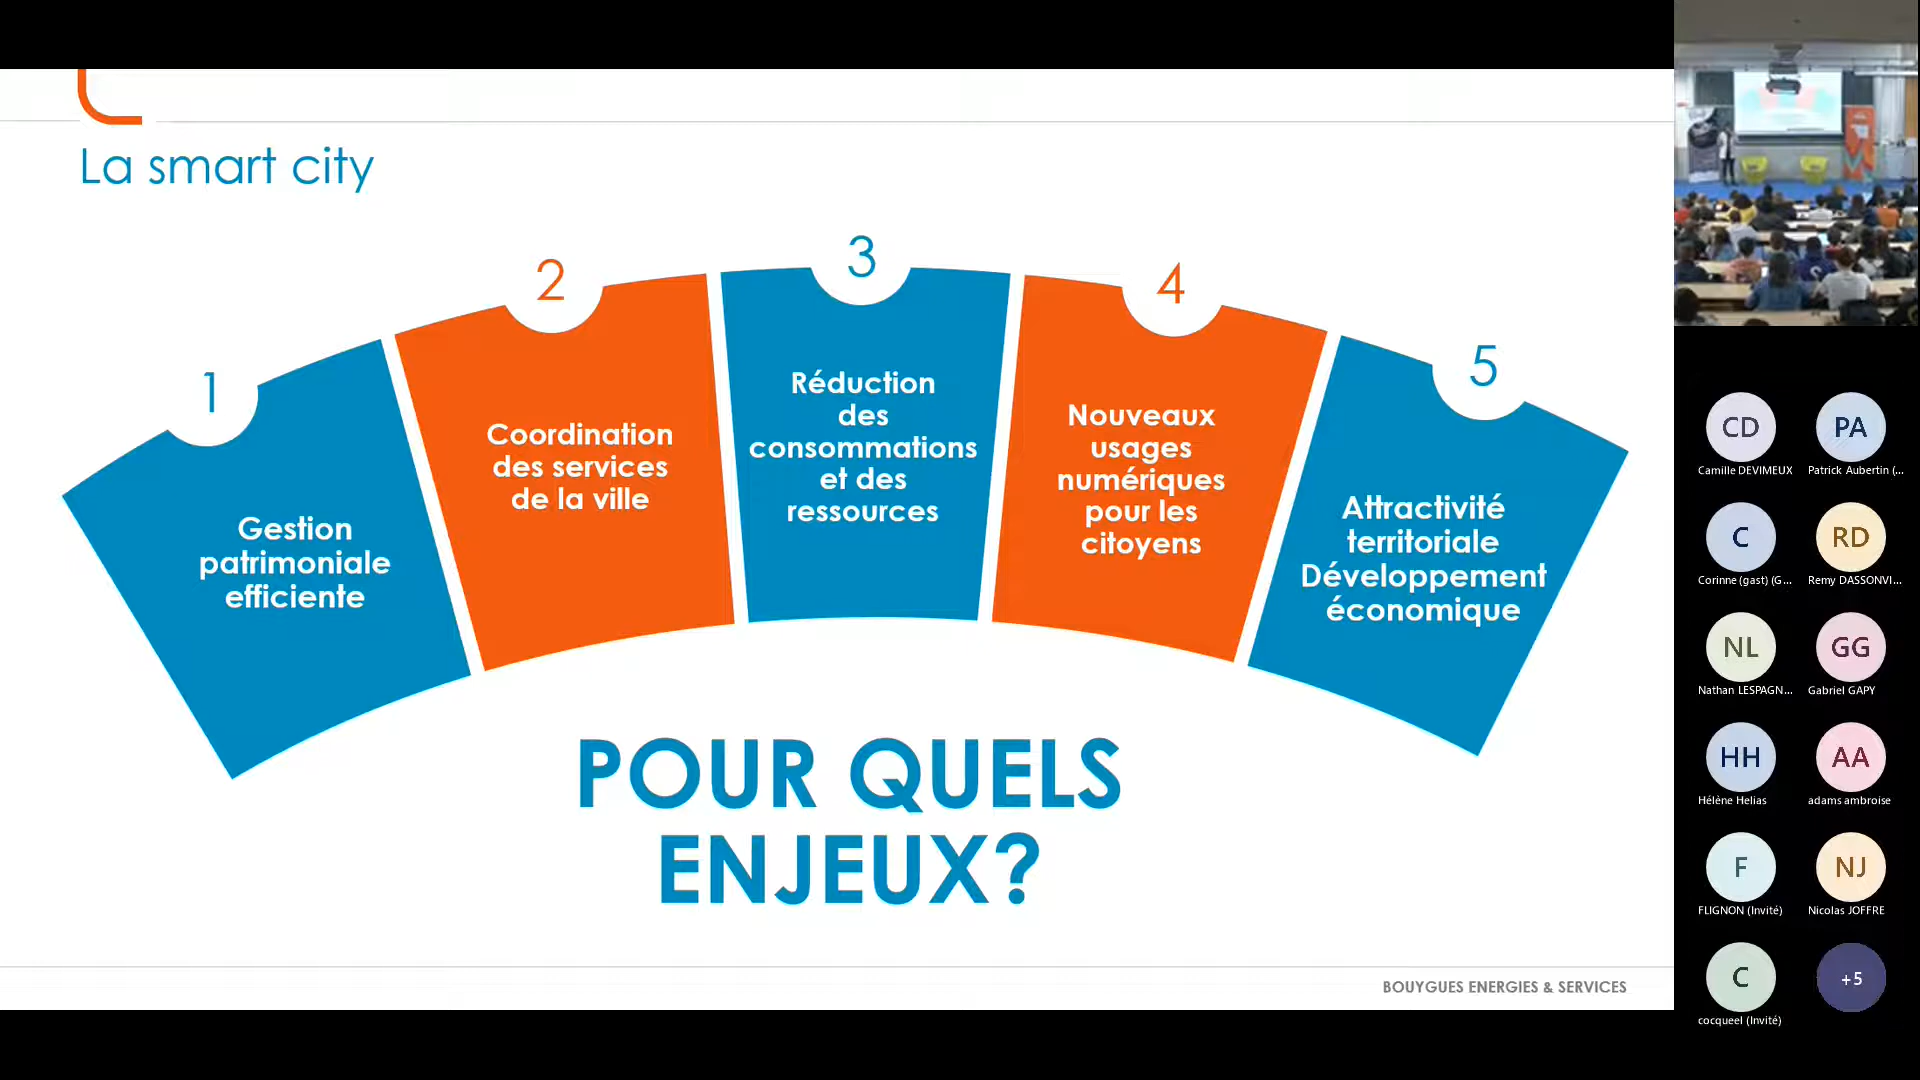 La smart city
1
Gestion
patrimoniale
efficiente
2
Coordination
des services
de la ville
3
Réduction
des
consommations
et des
ressources
4
Nouveaux
usages
numériques
pour les
citoyens
5
Attractivité
territoriale
Développement
économique
POUR QUELS
ENJEUX?
BOUYGUES ENERGIES & SERVICES
CD
Camille DEVIMEUX
PA
Patrick Aubertin (...
C
Corinne (gast) (G...
RD
Remy DASSONVI...
NL
Nathan LESPAGN...
GG
Gabriel GAPY
HH
Hélène Helias
AA
adams ambroise
F
FLIGNON (Invité)
NJ
Nicolas JOFFRE
C
cocqueel (Invité)
+5